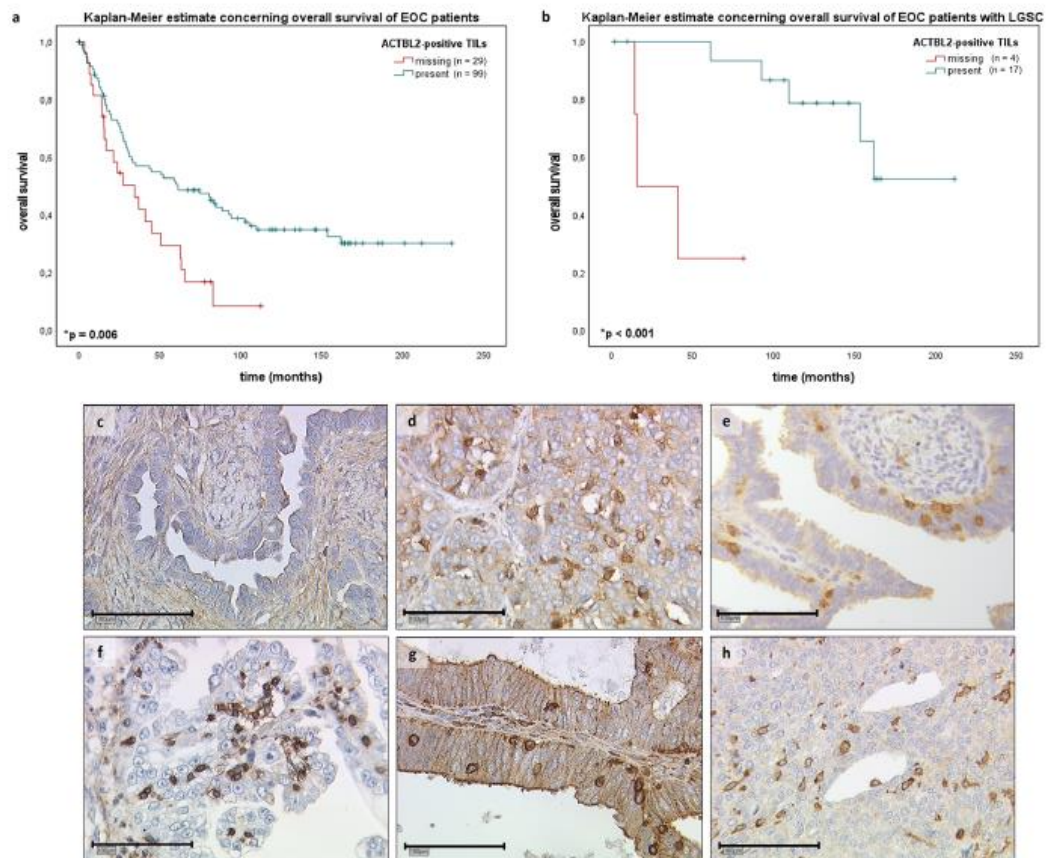 a
Kaplan-Meier estimate concerning overall survival of EOC patients
ACTBL2-positive TILs
missing (n = 29)
present (n = 99)
1,0
0,8
0,6
0,4
0,2
0,0
overall survival
*p = 0.006
0 50 100 150 200 250
time (months)
b
Kaplan-Meier estimate concerning overall survival of EOC patients with LGSC
ACTBL2-positive TILs
missing (n = 4)
present (n = 17)
1,0
0,8
0,6
0,4
0,2
0,0
overall survival
*p < 0.001
0 50 100 150 200 250
time (months)
c
d
e
f
g
h